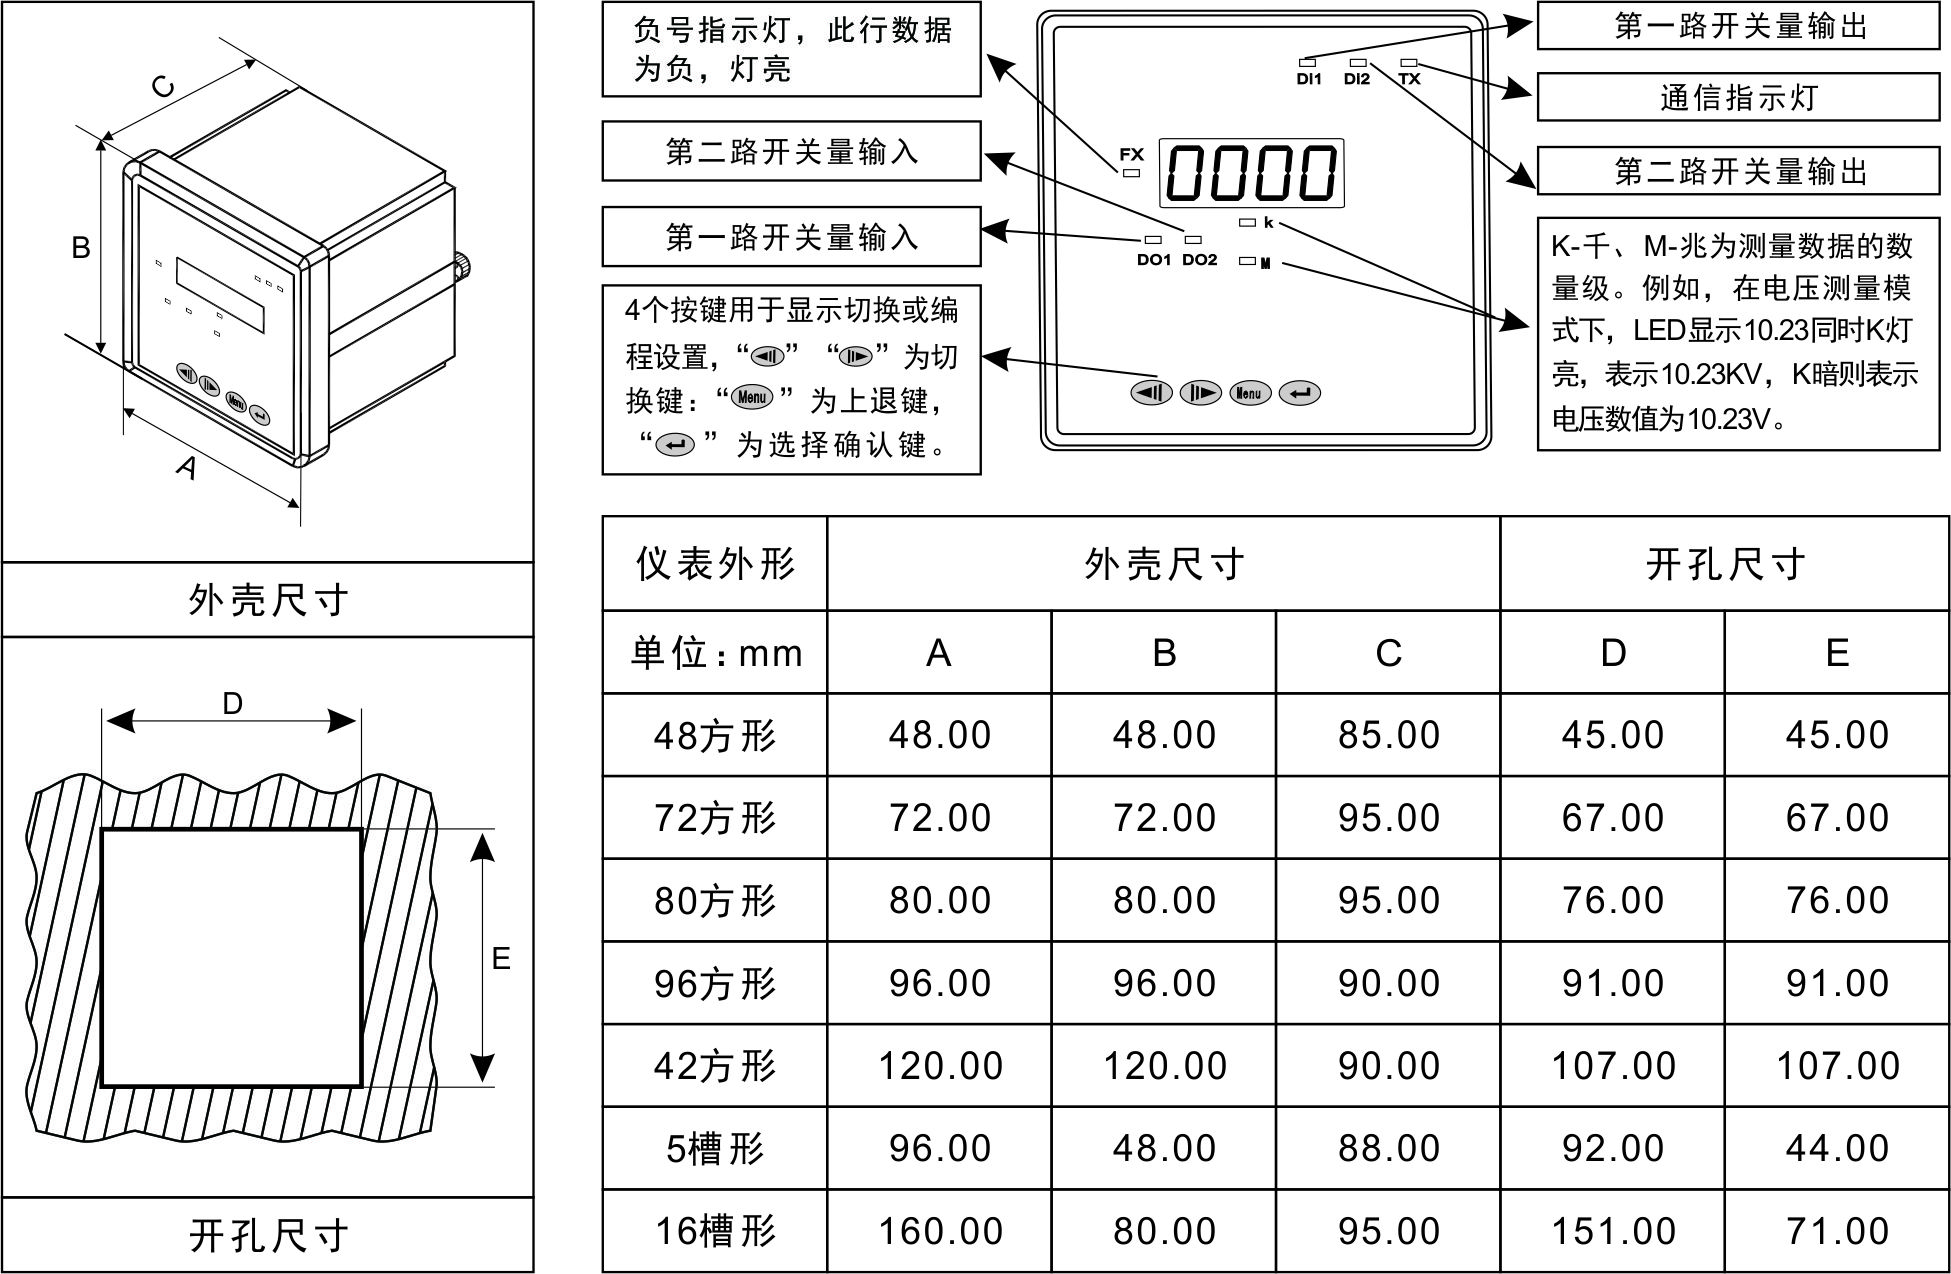 C
B
Menu
A
外壳尺寸
D
E
开孔尺寸
负号指示灯，此行数据
为负，灯亮
第二路开关量输入
第一路开关量输入
4个按键用于显示切换或编
程设置，“ ” “ ” 为切
换键：“Menu” 为上退键，
“ ” 为选择确认键。
DI1 DI2 TX
FX
0000
k
DO1 DO2
M
Menu
第一路开关量输出
通信指示灯
第二路开关量输出
K-千、M-兆为测量数据的数
量级。例如，在电压测量模
式下，LED显示10.23同时K灯
亮，表示10.23KV，K暗则表示
电压数值为10.23V。
仪表外形 外壳尺寸 开孔尺寸
单位：mm A B C D E
48方形 48.00 48.00 85.00 45.00 45.00
72方形 72.00 72.00 95.00 67.00 67.00
80方形 80.00 80.00 95.00 76.00 76.00
96方形 96.00 96.00 90.00 91.00 91.00
42方形 120.00 120.00 90.00 107.00 107.00
5槽形 96.00 48.00 88.00 92.00 44.00
16槽形 160.00 80.00 95.00 151.00 71.00